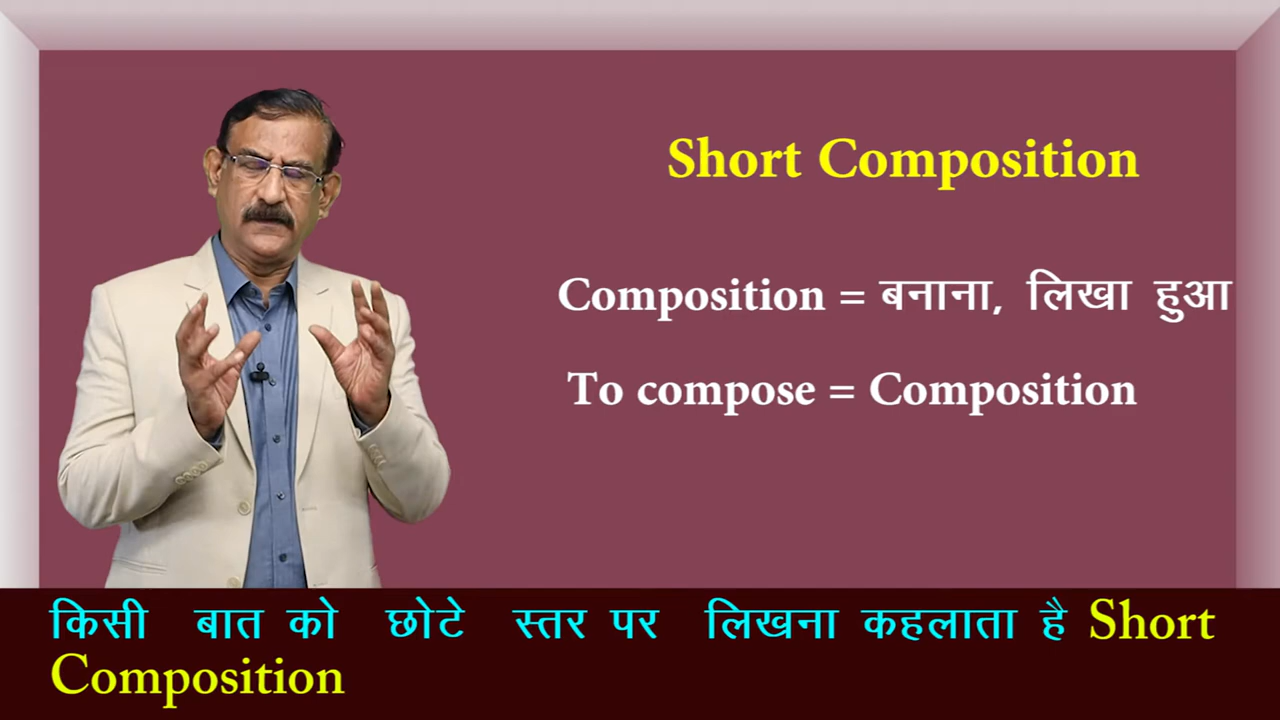 Short Composition
Composition = बनाना, लिखा हुआ
To compose = Composition
किसी बात को छोटे स्तर पर लिखना कहलाता है Short
Composition